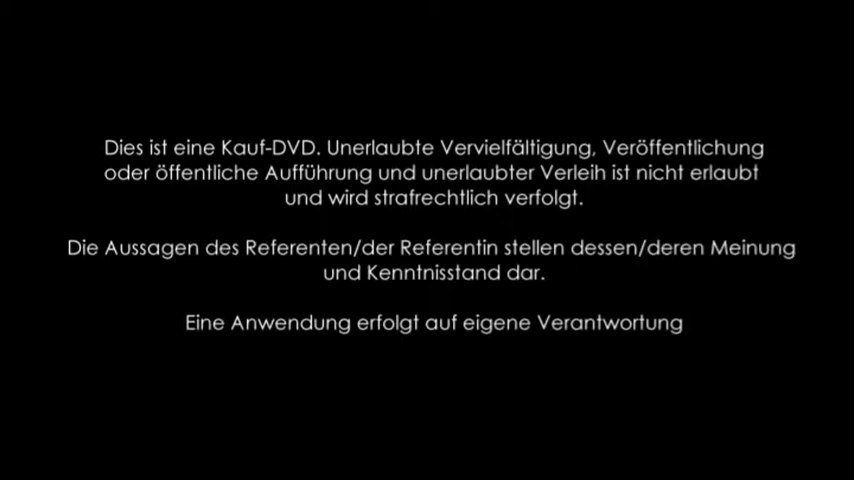 Dies ist eine Kauf-DVD. Unerlaubte Vervielfältigung, Veröffentlichung
oder öffentliche Aufführung und unerlaubter Verleih ist nicht erlaubt
und wird strafrechtlich verfolgt.
Die Aussagen des Referenten/der Referentin stellen dessen/deren Meinung
und Kenntnisstand dar.
Eine Anwendung erfolgt auf eigene Verantwortung